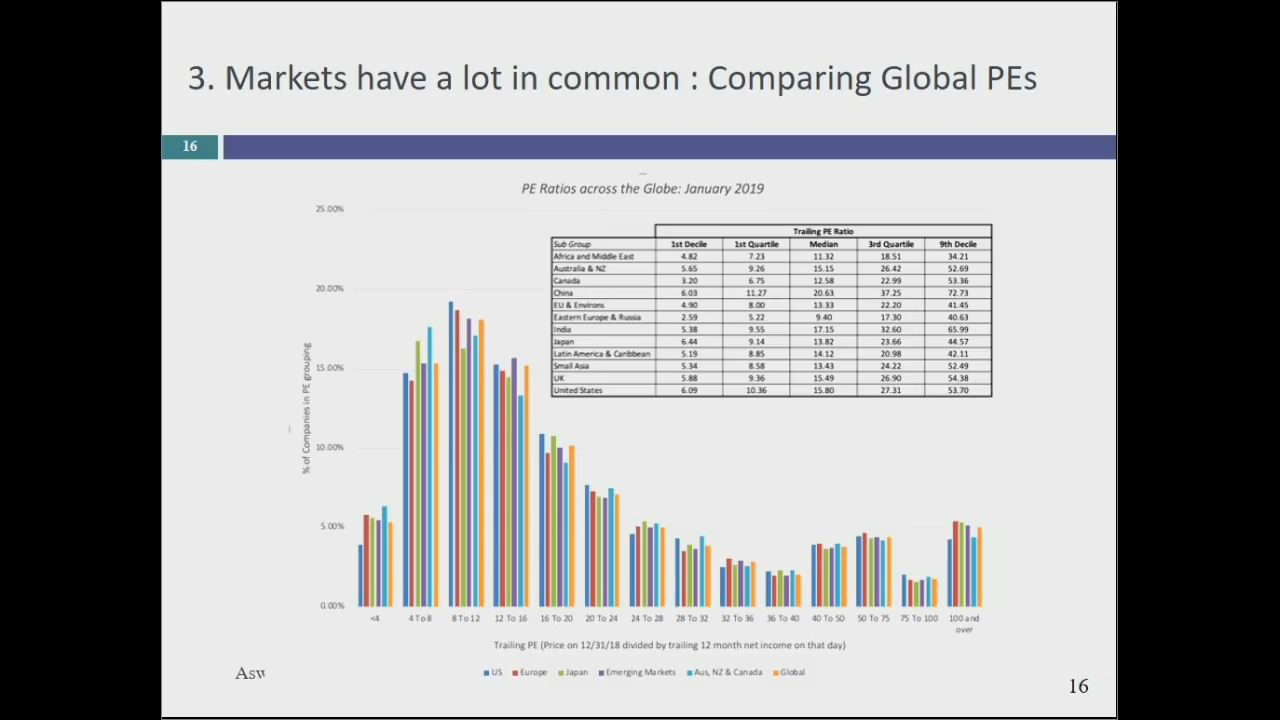 3. Markets have a lot in common : Comparing Global PEs
16
PE Ratios across the Globe: January 2019
25.00%
20.00%
15.00%
10.00%
5.00%
0.00%
% of Companies in PE grouping
Trailing PE Ratio
Sub Group 1st Decile 1st Quartile Median 3rd Quartile 9th Decile
Africa and Middle East 4.82 7.23 11.32 18.51 34.21
Australia & NZ 5.65 9.26 15.15 26.42 52.69
Canada 3.20 6.75 12.58 22.99 53.36
China 6.03 11.27 20.63 37.25 72.73
EU & Environs 4.90 8.00 13.33 22.20 41.45
Eastern Europe & Russia 2.59 5.22 9.40 17.30 40.63
India 5.38 9.55 17.15 32.60 65.99
Japan 6.44 9.14 13.82 23.66 44.57
Latin America & Caribbean 5.19 8.85 14.12 20.98 42.11
Small Asia 5.34 8.58 13.43 24.22 52.49
UK 5.88 9.36 15.49 26.90 54.38
United States 6.09 10.36 15.80 27.31 53.70
<4 4 To 8 8 To 12 12 To 16 16 To 20 20 To 24 24 To 28 28 To 32 32 To 36 36 To 40 40 To 50 50 To 75 75 To 100 100 and
over
Trailing PE (Price on 12/31/18 divided by trailing 12 month net income on that day)
US Europe Japan Emerging Markets Aus, NZ & Canada Global
16